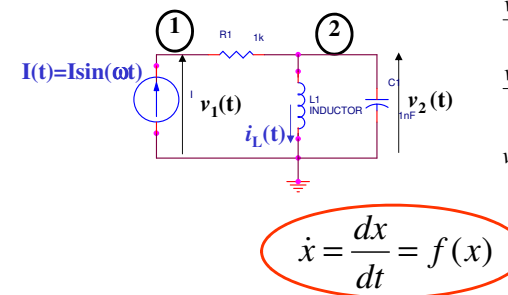 1
2
R1 1k
I(t)=Isin(ωt)
I
v₁(t)
iL(t)
L1
INDUCTOR
C1
1nF
v₂(t)
v
v
v
ẋ = dx/dt = f(x)